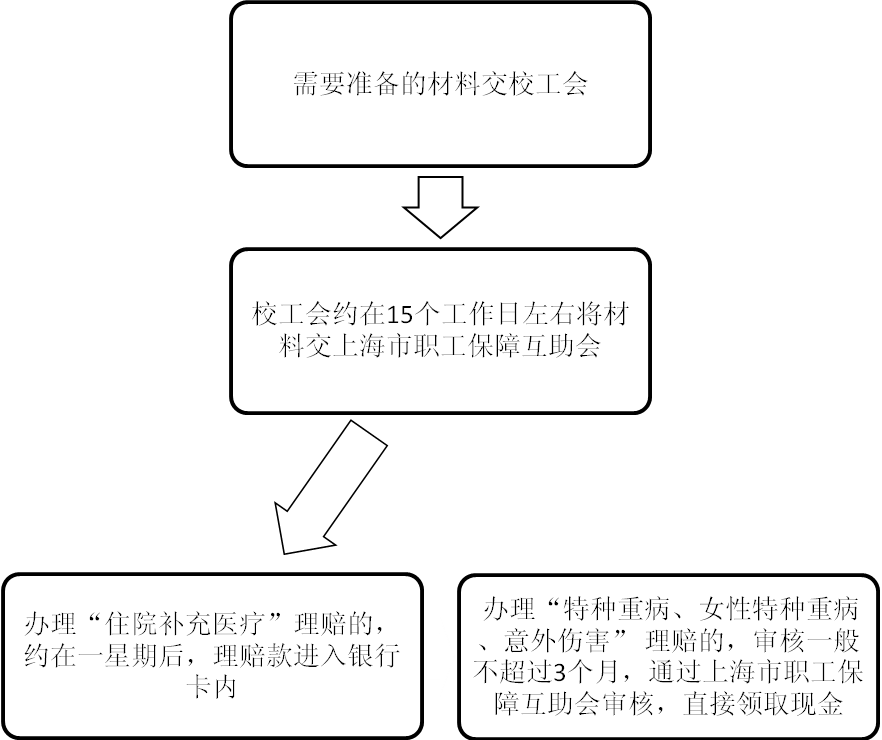 需要准备的材料交校工会
校工会约在15个工作日左右将材
料交上海市职工保障互助会
办理“住院补充医疗”理赔的，
约在一星期后，理赔款进入银行
卡内
办理“特种重病、女性特种重病
、意外伤害” 理赔的，审核一般
不超过3个月，通过上海市职工保
障互助会审核，直接领取现金